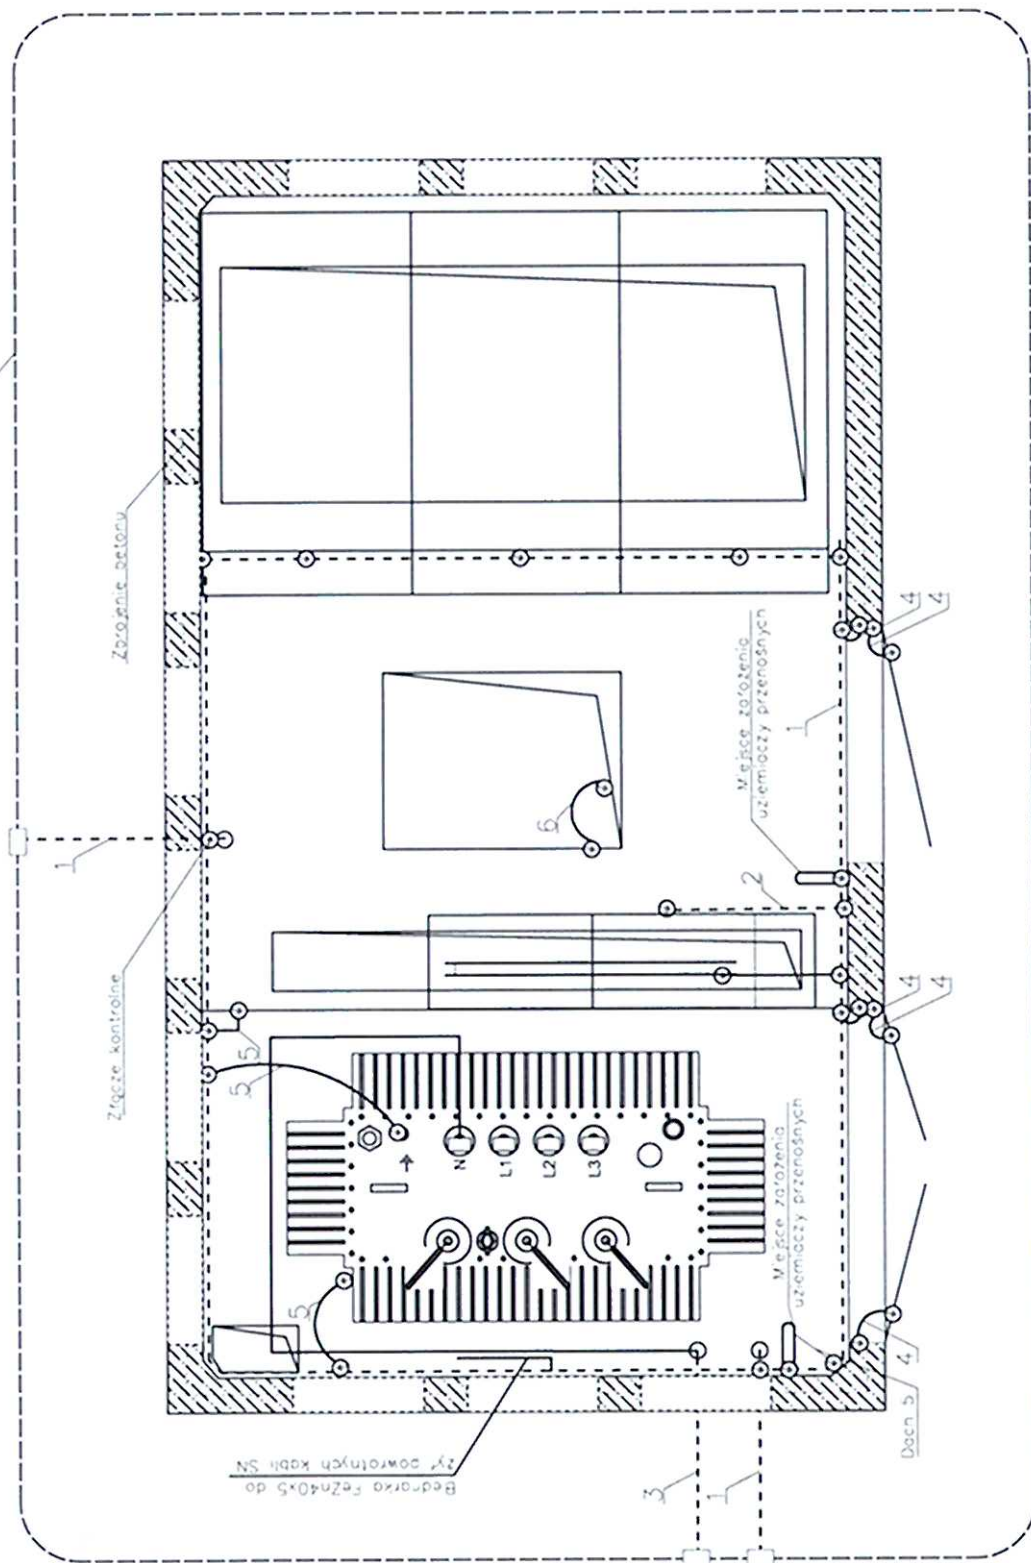 Zbrojenie betonu
Złącze kontrolne
Miejsce założenia
uziemiaczy przenośnych
Miejsce założenia
uziemiaczy przenośnych
Bednarka FeZn40x5 do
żył powrotnych kabli SN
Dach 5
1
1
1
2
3
4
4
4
4
4
5
5
5
6
N
L1
L2
L3